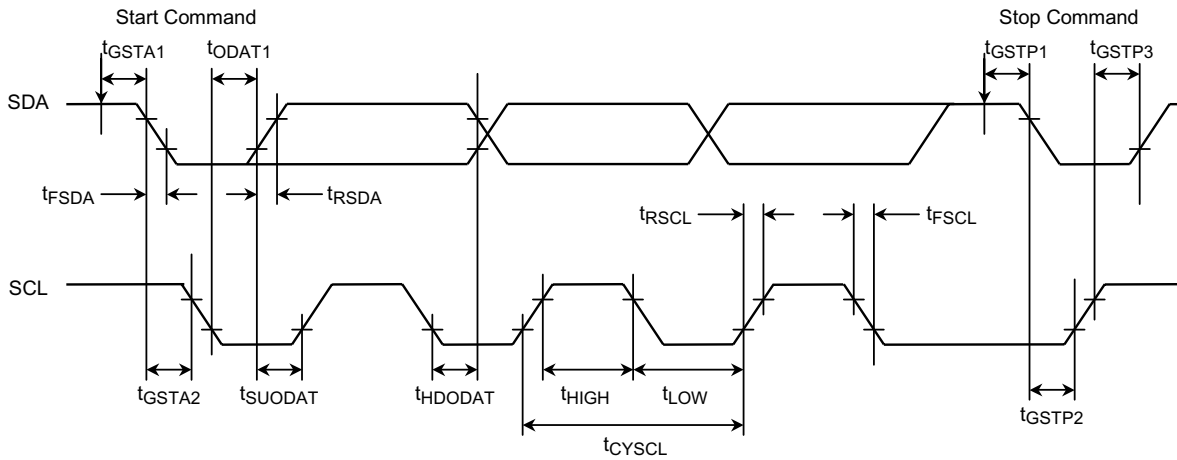 Start Command Stop Command
tGSTA1 tODAT1 tGSTP1 tGSTP3
SDA
tFSDA tRSDA tRSCL tFSCL
SCL
tGSTA2 tSUODAT tHDODAT tHIGH tLOW tGSTP2
tCYSCL